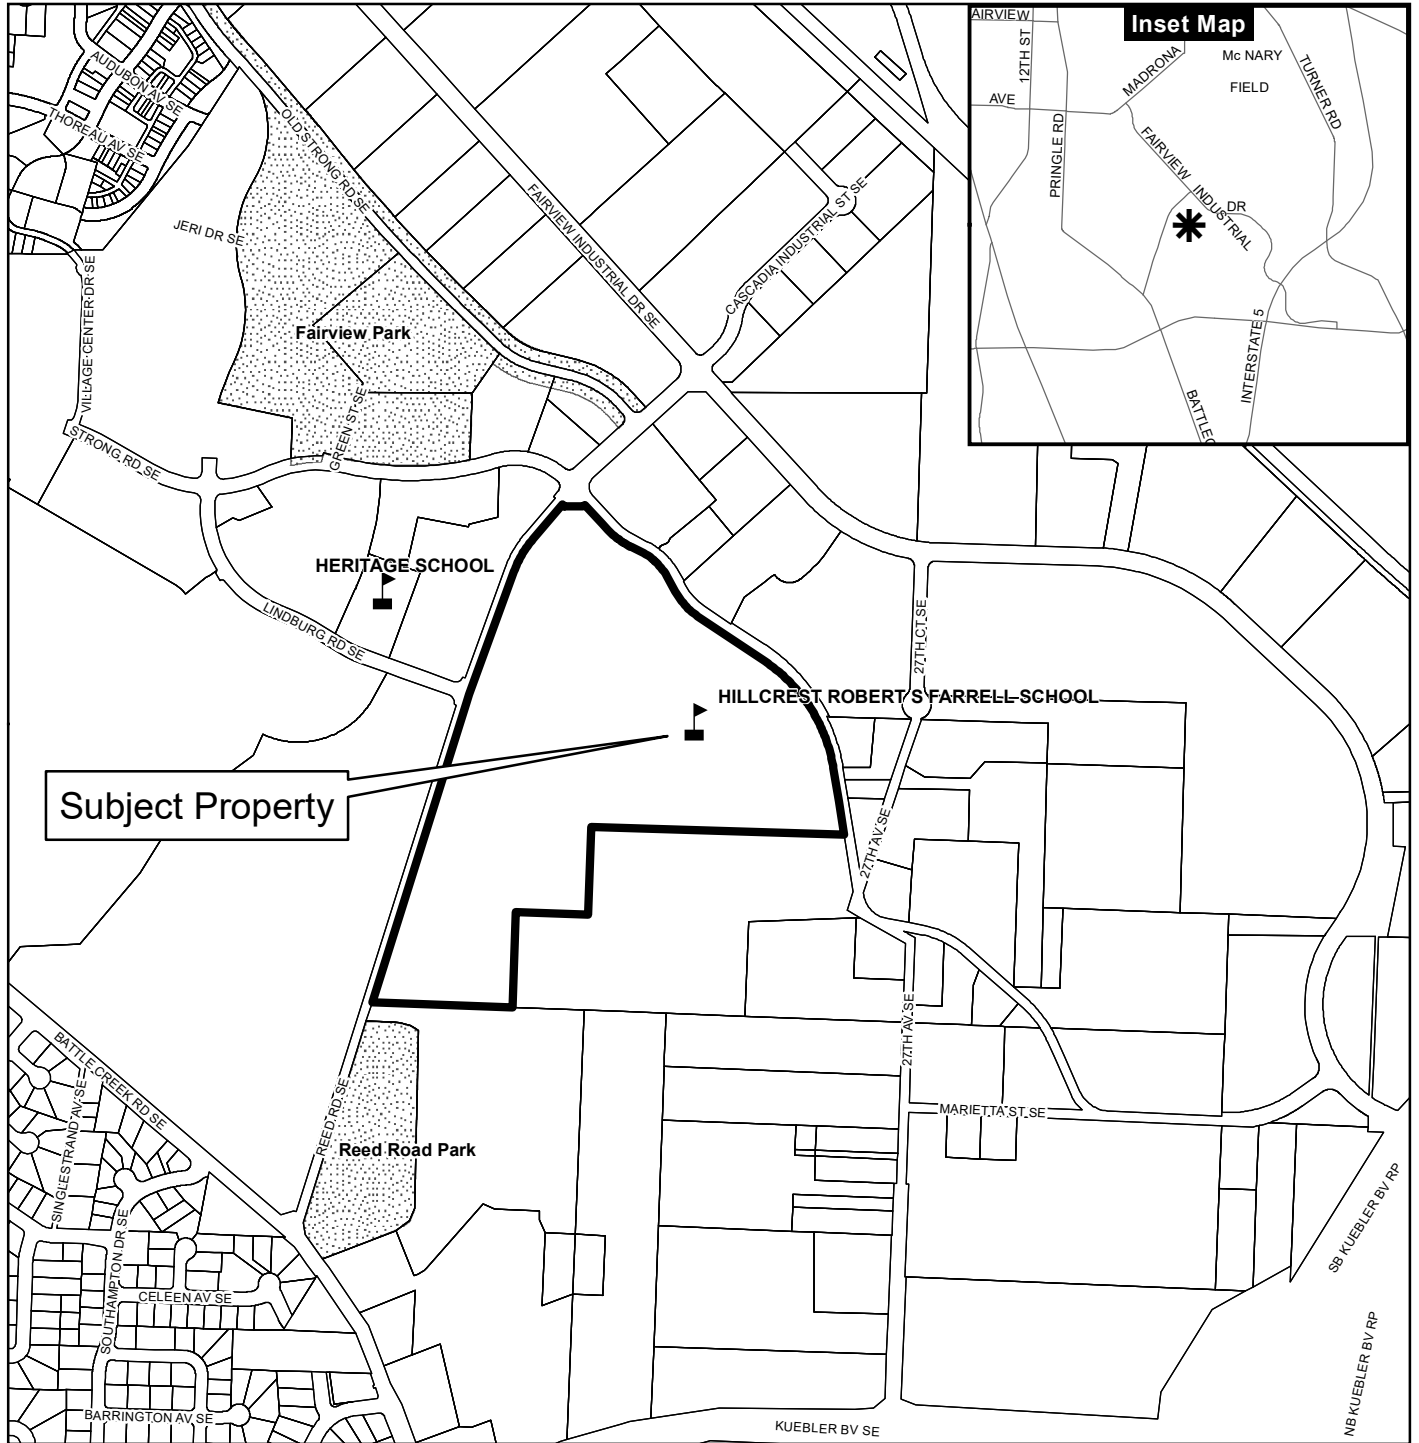 Inset Map
AIRVIEW
12TH ST
MADRONA
Mc NARY
FIELD
TURNER RD
AVE
PRINGLE RD
FAIRVIEW INDUSTRIAL
DR
INTERSTATE 5
BATTLEC
AUDUBON AV SE
THOREAU AV SE
OLD STRONG RD SE
JERI DR SE
FAIRVIEW INDUSTRIAL DR SE
CASCADIA INDUSTRIAL ST SE
VILLAGE CENTER DR SE
Fairview Park
GREEN ST SE
STRONG RD SE
HERITAGE SCHOOL
LINDBURG RD SE
27TH CT SE
HILLCREST ROBERT S FARRELL SCHOOL
Subject Property
27TH AV SE
27TH AV SE
BATTLE CREEK RD SE
SINGLESTRAND AV SE
REED RD SE
MARIETTA ST SE
Reed Road Park
SOUTHAMPTON DR SE
CELEEN AV SE
SB KUEBLER BV RP
NB KUEBLER BV RP
BARRINGTON AV SE
KUEBLER BV SE